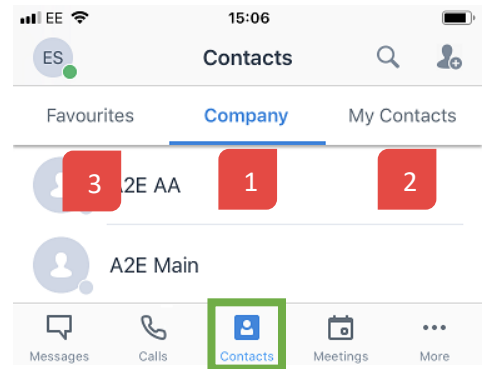 EE 15:06
ES Contacts
Favourites Company My Contacts
3 A2E AA 1 2
A2E Main
Messages Calls Contacts Meetings More